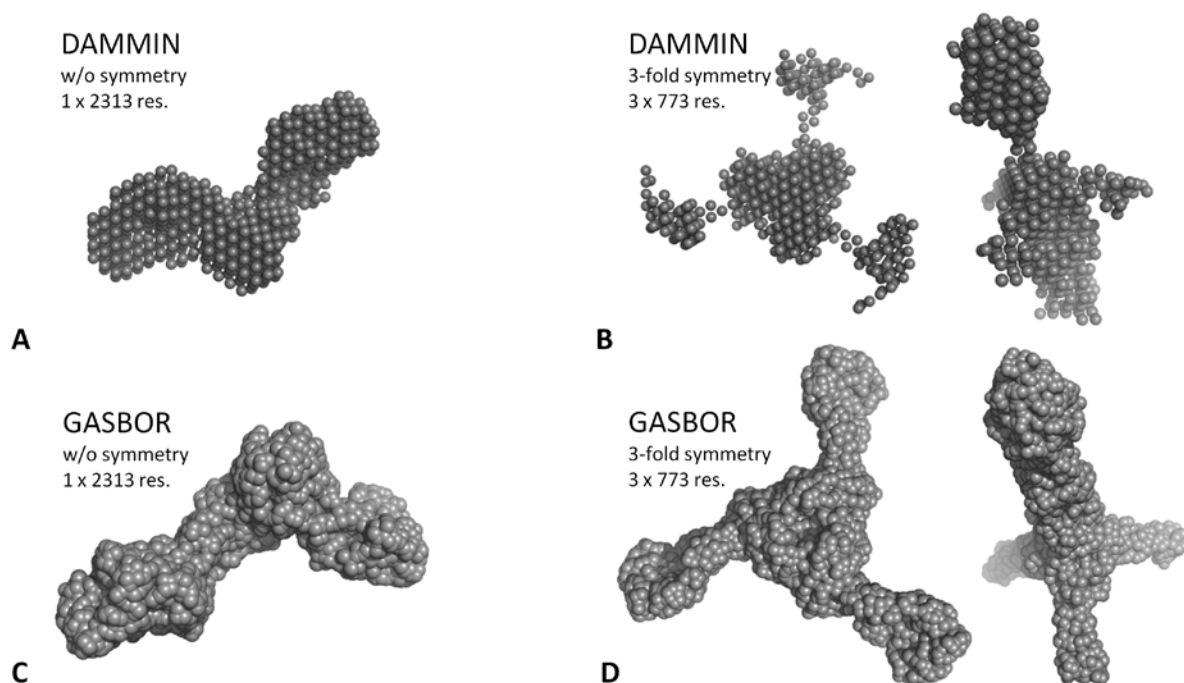 DAMMIN
w/o symmetry
1 x 2313 res.
A
DAMMIN
3-fold symmetry
3 x 773 res.
B
GASBOR
w/o symmetry
1 x 2313 res.
C
GASBOR
3-fold symmetry
3 x 773 res.
D